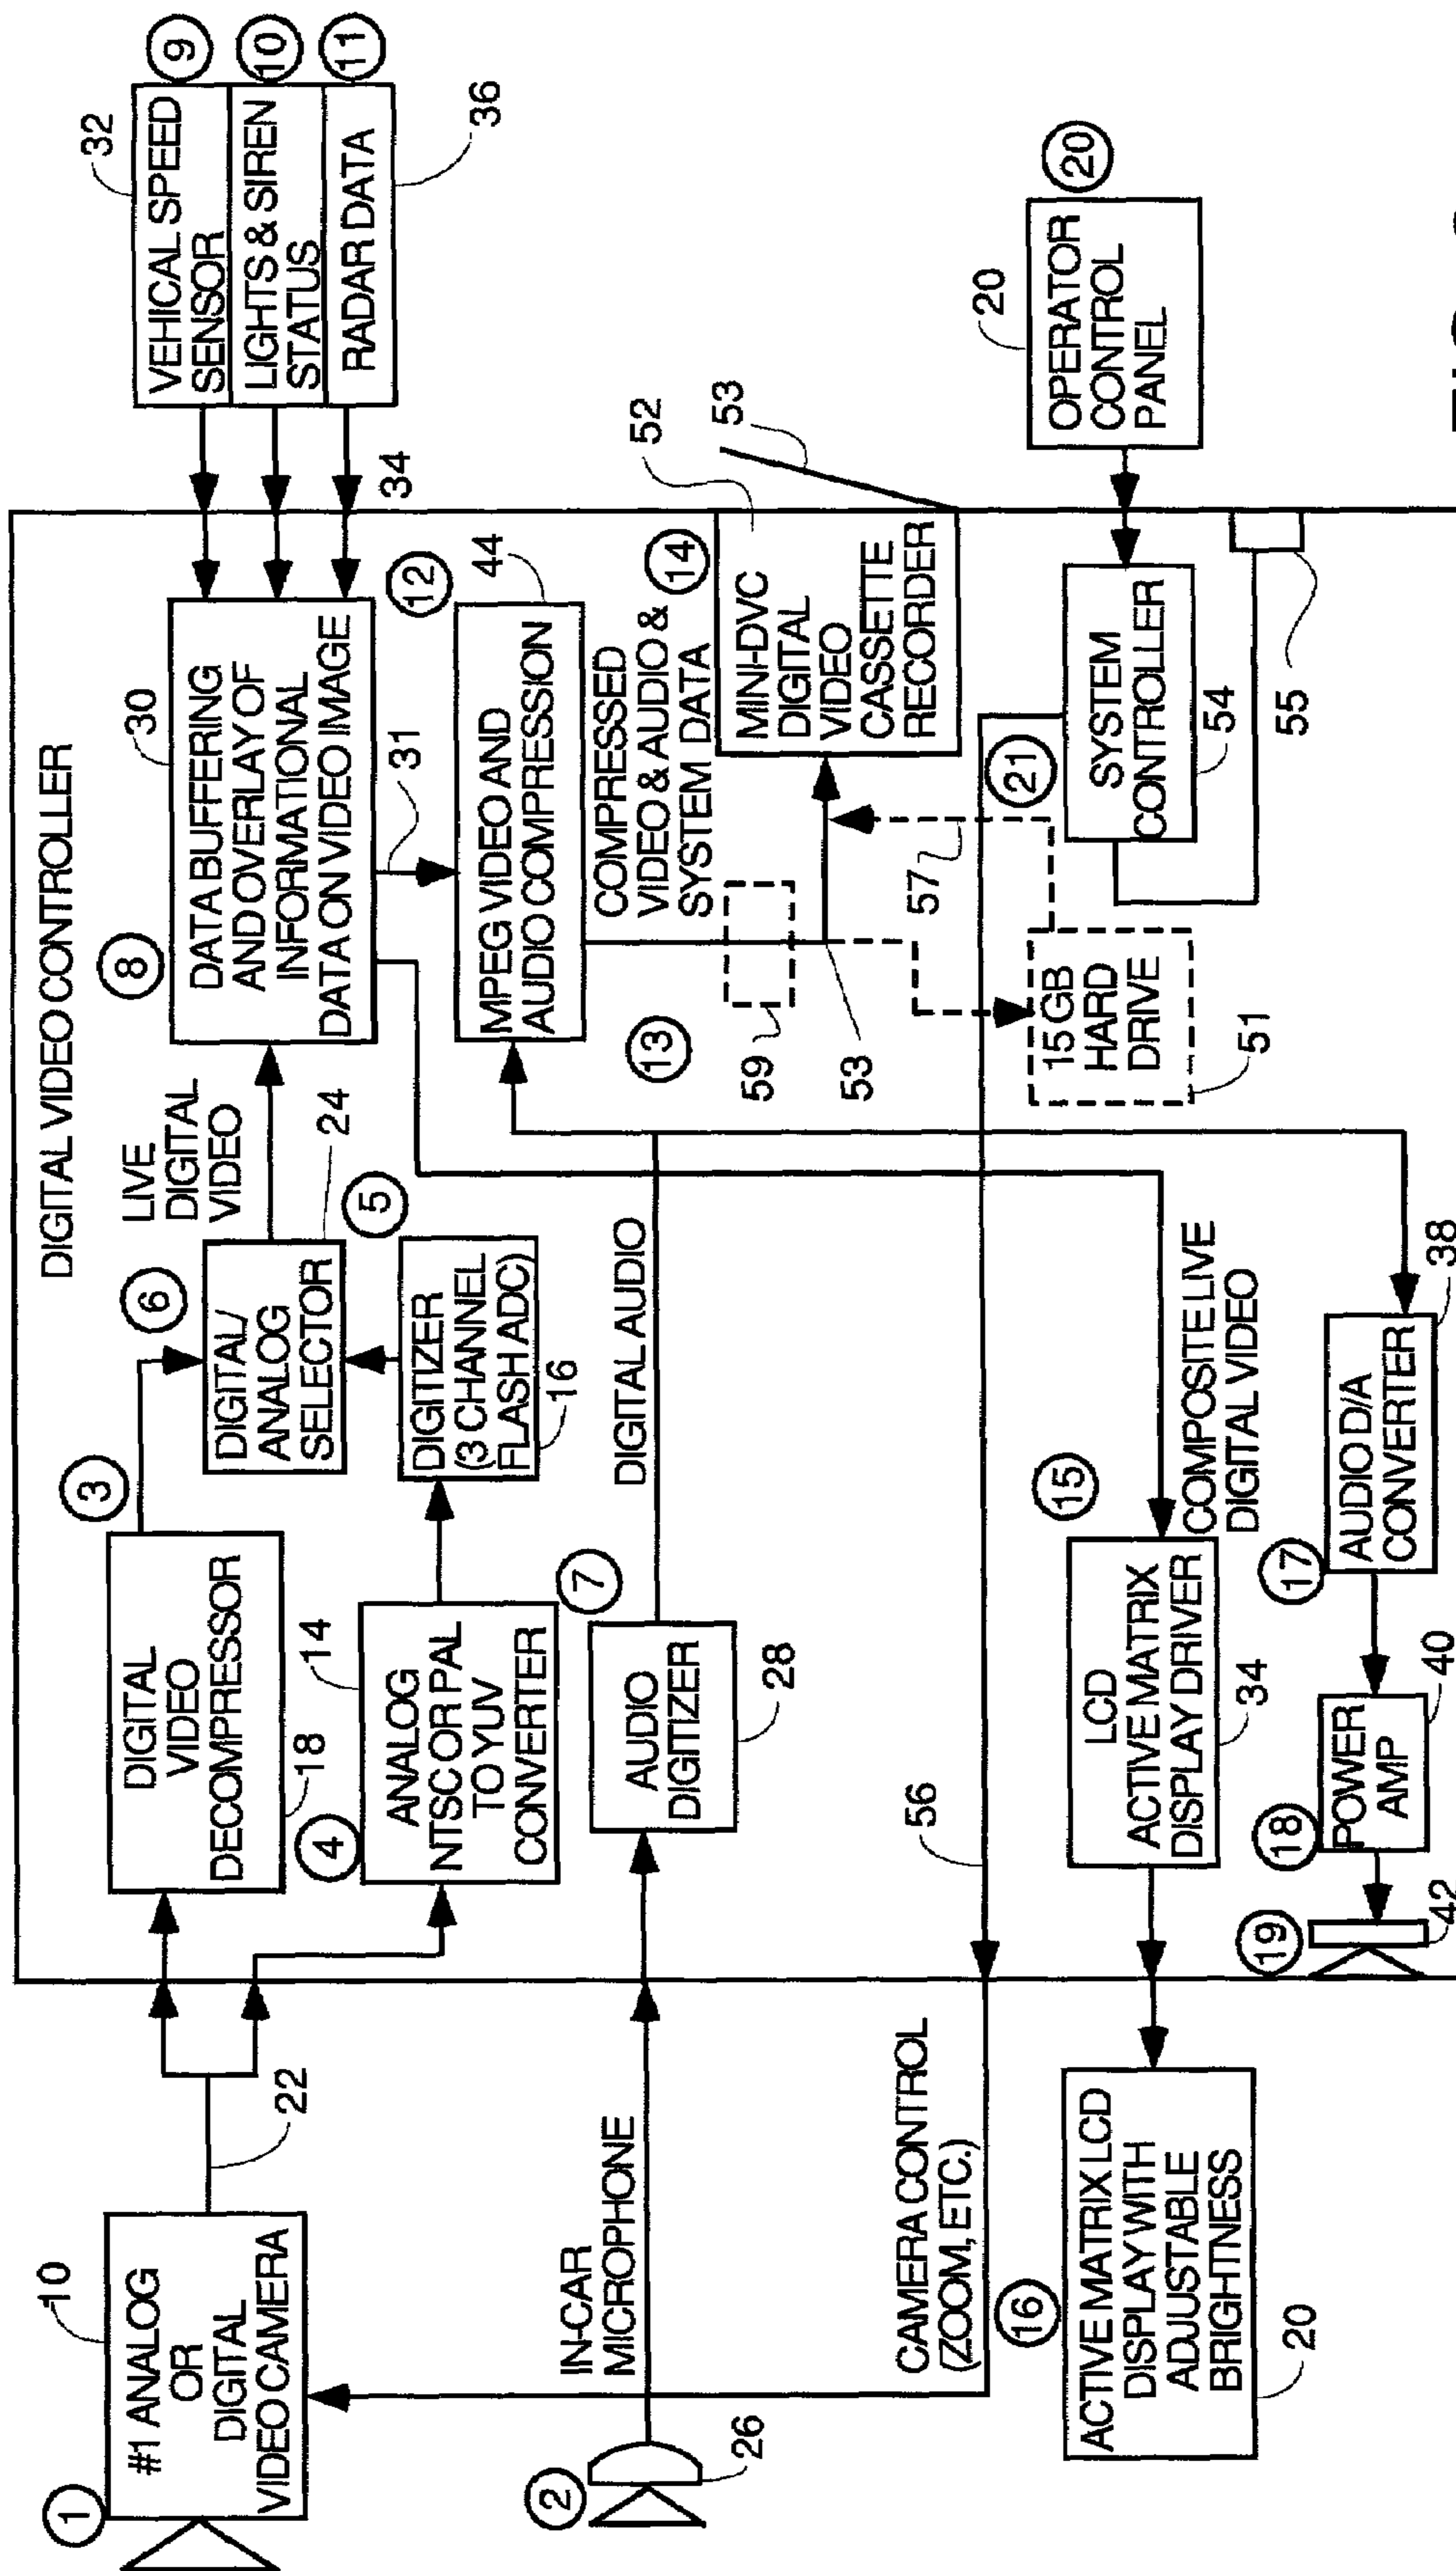 DIGITAL VIDEO CONTROLLER
1
10
#1 ANALOG
OR
DIGITAL
VIDEO CAMERA
22
3
DIGITAL
VIDEO
DECOMPRESSOR
18
4
14
ANALOG
NTSC OR PAL
TO YUV
CONVERTER
6
DIGITAL/
ANALOG
SELECTOR
24
5
DIGITIZER
(3 CHANNEL
FLASH ADC)
16
LIVE
DIGITAL
VIDEO
8
30
DATA BUFFERING
AND OVERLAY OF
INFORMATIONAL
DATA ON VIDEO IMAGE
31
32
VEHICAL SPEED
SENSOR
9
LIGHTS & SIREN
STATUS
10
RADAR DATA
11
36
34
2
26
IN-CAR
MICROPHONE
7
AUDIO
DIGITIZER
28
DIGITAL AUDIO
12
44
MPEG VIDEO AND
AUDIO COMPRESSION
13
COMPRESSED
VIDEO & AUDIO &
SYSTEM DATA
59
53
14
52
53
MINI-DVC
DIGITAL
VIDEO
CASSETTE
RECORDER
57
15 GB
HARD
DRIVE
51
CAMERA CONTROL
(ZOOM, ETC.)
56
21
SYSTEM
CONTROLLER
54
55
20
OPERATOR
CONTROL
PANEL
20
16
ACTIVE MATRIX LCD
DISPLAY WITH
ADJUSTABLE
BRIGHTNESS
20
15
LCD
ACTIVE MATRIX
DISPLAY DRIVER
34
COMPOSITE LIVE
DIGITAL VIDEO
19
42
18
POWER
AMP
40
17
AUDIO D/A
CONVERTER
38